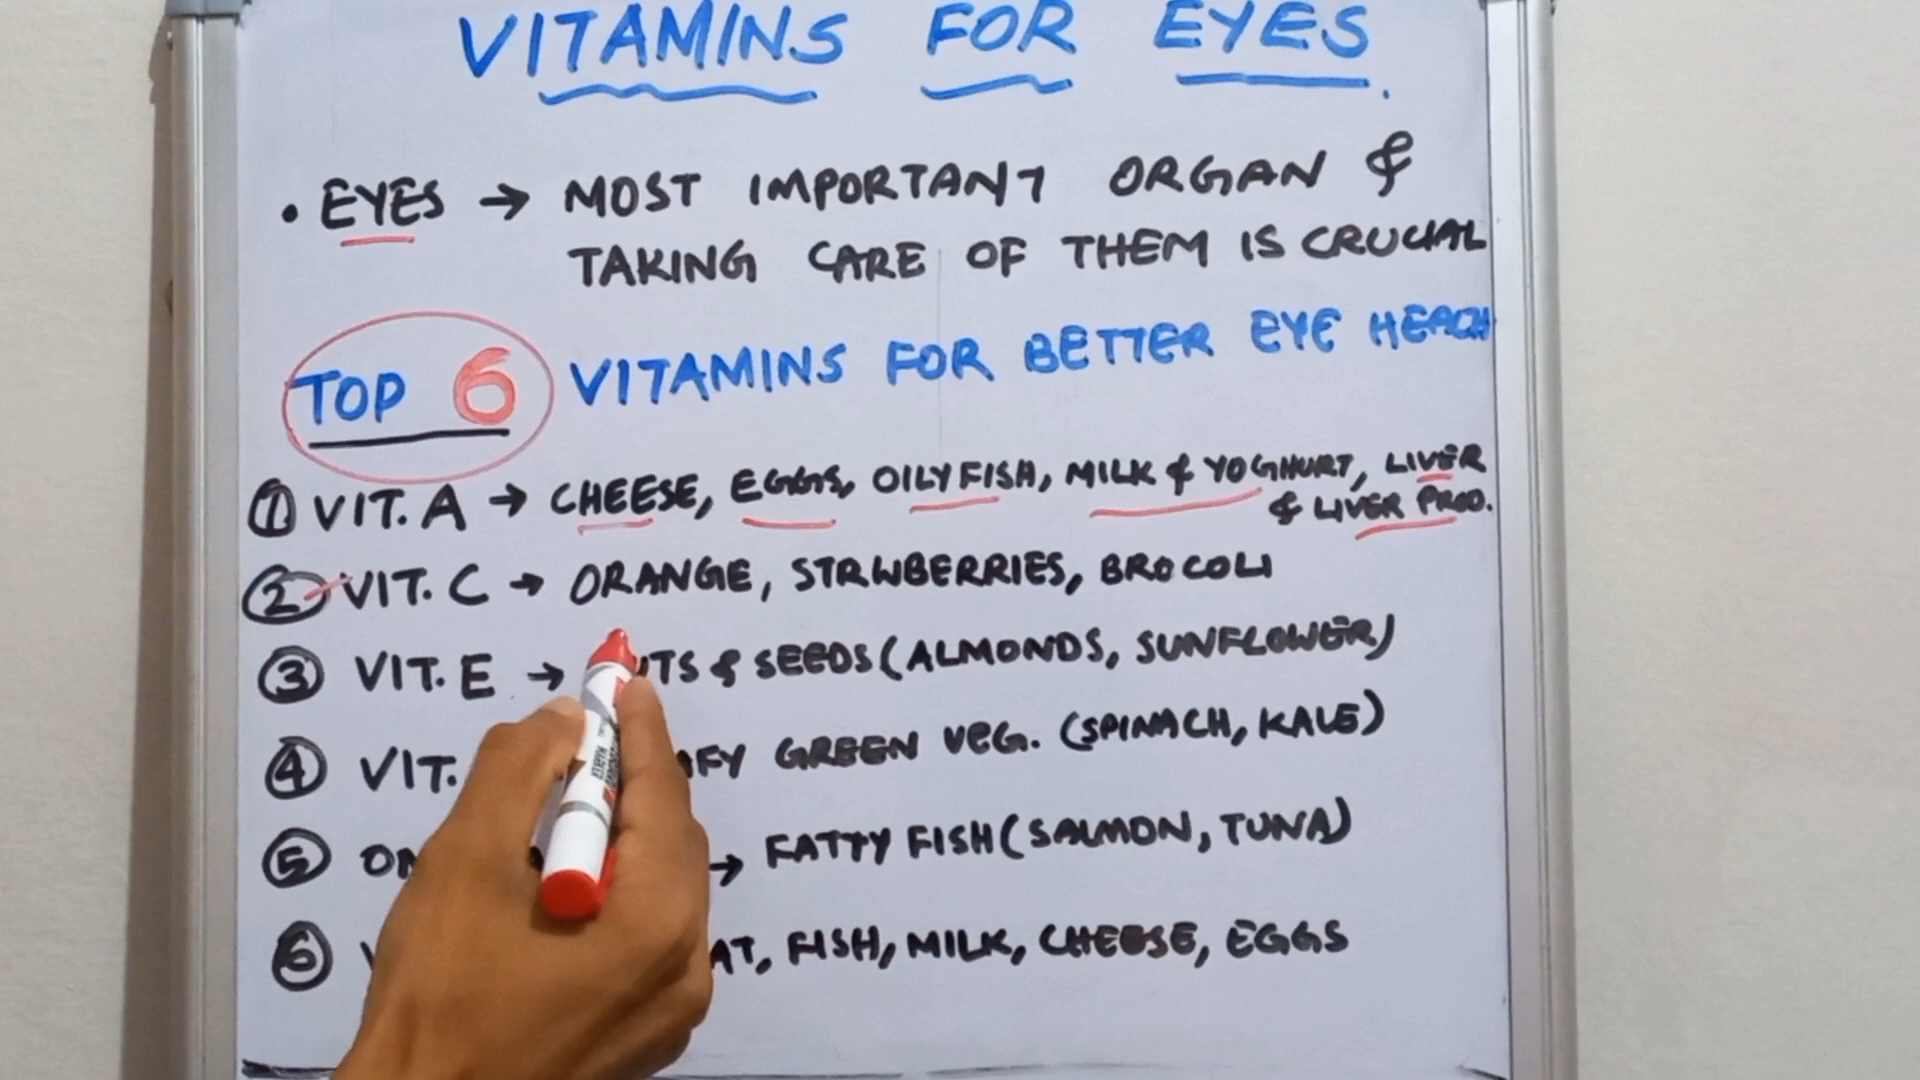 VITAMINS FOR EYES.
• EYES → MOST IMPORTANT ORGAN &
TAKING CARE OF THEM IS CRUCIAL
TOP 6 VITAMINS FOR BETTER EYE
① VIT. A → CHEESE, EGGS, OILY FISH, MILK & YOGHURT, LIVER
& LIVER PROD.
② VIT. C → ORANGE, STRWBERRIES, BROCOLI
③ VIT. E → & SEEDS (ALMONDS, SUNFLOWER)
④ VIT. GREEN VEG. (SPINACH, KALE)
⑤ → FATTY FISH (SALMON, TUNA)
⑥ FISH, MILK, CHEESE, EGGS